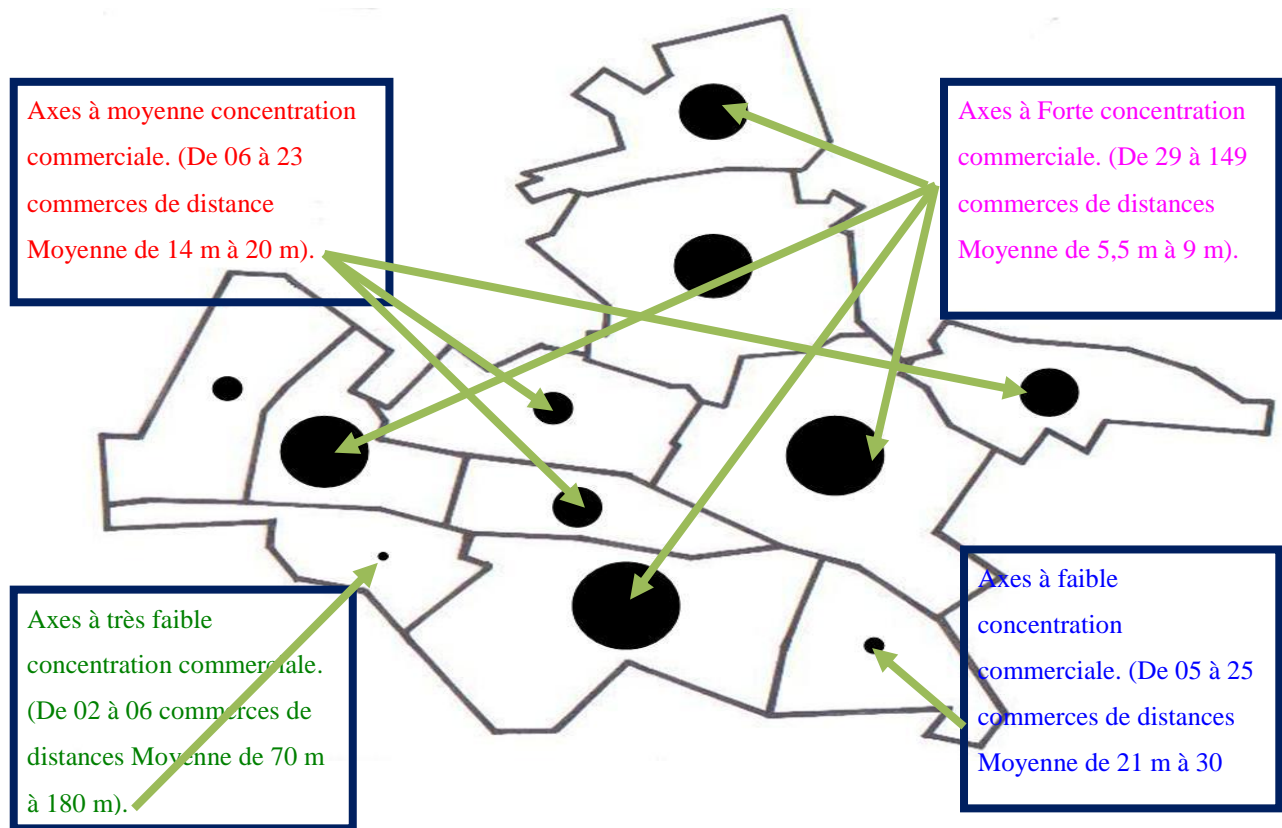 Axes à moyenne concentration
commerciale. (De 06 à 23
commerces de distance
Moyenne de 14 m à 20 m).
Axes à Forte concentration
commerciale. (De 29 à 149
commerces de distances
Moyenne de 5,5 m à 9 m).
Axes à très faible
concentration commerciale.
(De 02 à 06 commerces de
distances Moyenne de 70 m
à 180 m).
Axes à faible
concentration
commerciale. (De 05 à 25
commerces de distances
Moyenne de 21 m à 30